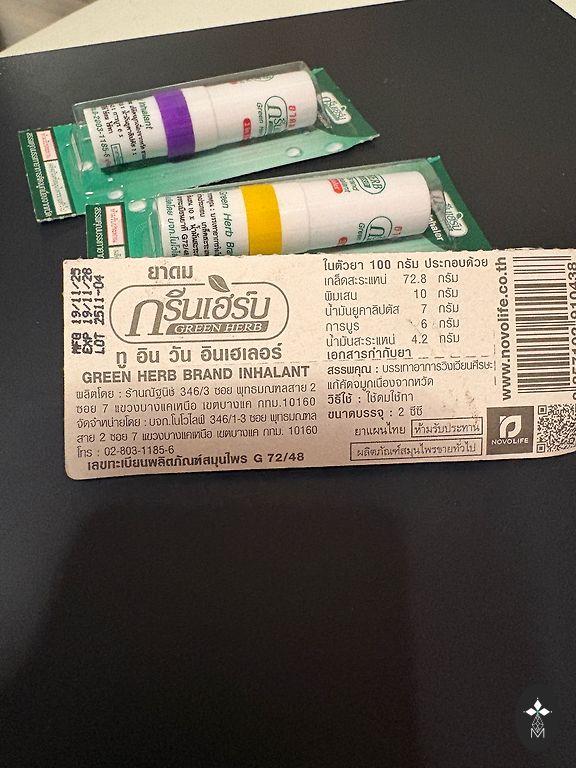 Inhalant
02-803-1185-6
กรีนเฮิร์บ
Green Herb
HERB
Inhaler
ยาดม
กรีนเฮิร์บ
GREEN HERB
ทู อิน วัน อินเฮเลอร์
GREEN HERB BRAND INHALANT
ผลิตโดย : ร้านณัฐนิช 346/3 ซอย พุทธมณฑลสาย 2
ซอย 7 แขวงบางแคเหนือ เขตบางแค กทม. 10160
จัดจำหน่ายโดย : บจก.โนโวไลฟ์ 346/1-3 ซอย พุทธมณฑล
สาย 2 ซอย 7 แขวงบางแคเหนือ เขตบางแค กทม. 10160
โทร : 02-803-1185-6
เลขทะเบียนผลิตภัณฑ์สมุนไพร G 72/48
MFG 19/11/25
EXP 19/11/28
LOT 2511-04
ในตัวยา 100 กรัม ประกอบด้วย
เกล็ดสะระแหน่ 72.8 กรัม
พิมเสน 10 กรัม
น้ำมันยูคาลิปตัส 7 กรัม
การบูร 6 กรัม
น้ำมันสะระแหน่ 4.2 กรัม
เอกสารกำกับยา
สรรพคุณ : บรรเทาอาการวิงเวียนศีรษะ
แก้คัดจมูกเนื่องจากหวัด
วิธีใช้ : ใช้ดมใช้ทา
ขนาดบรรจุ : 2 ซีซี
ยาแผนไทย ห้ามรับประทาน
ผลิตภัณฑ์สมุนไพรขายทั่วไป
www.novolife.co.th
NOVOLIFE